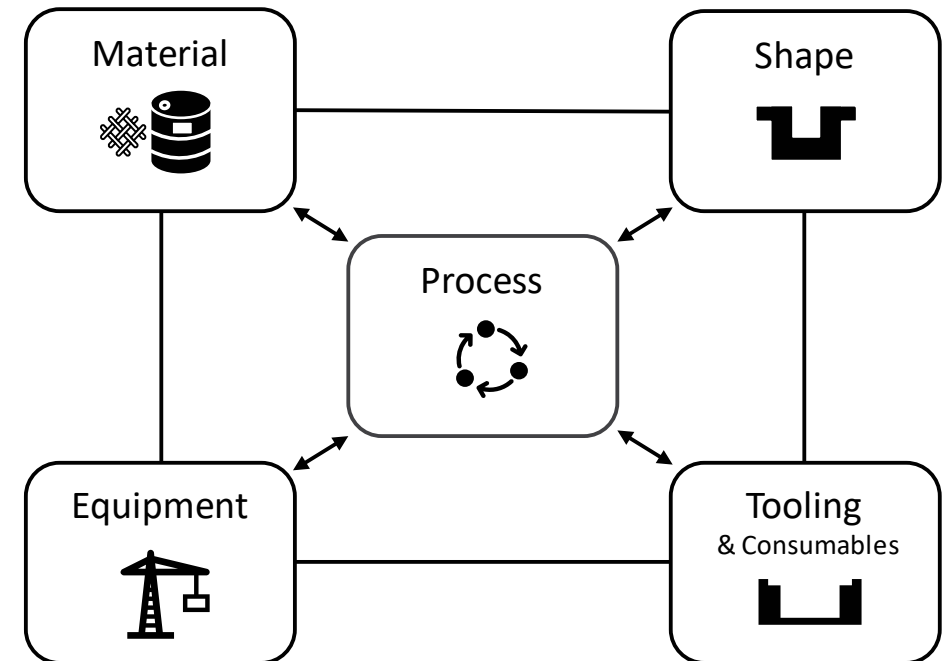 Material
Shape
Process
Equipment
Tooling
& Consumables